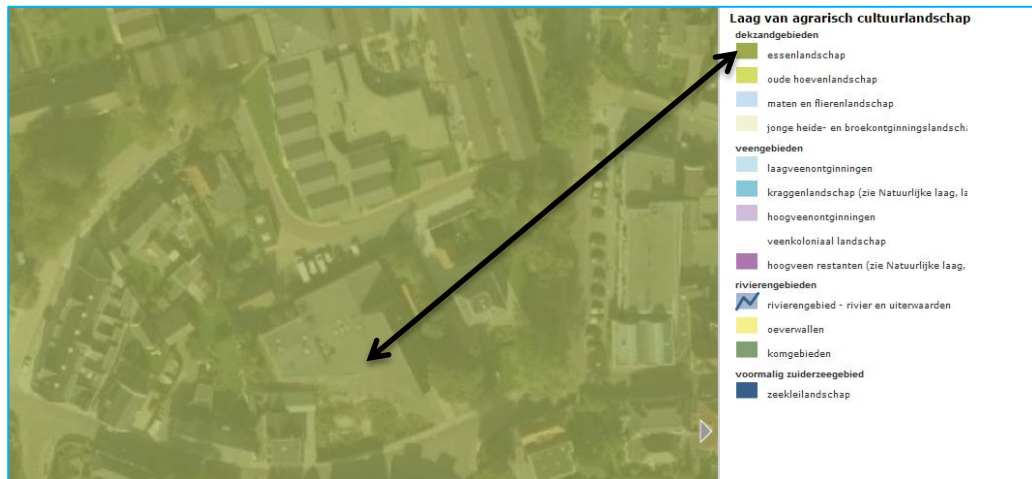 Laag van agrarisch cultuurlandschap
dekzandgebieden
essenlandschap
oude hoevenlandschap
maten en flierenlandschap
jonge heide- en broekontginningslandscha
veengebieden
laagveenontginningen
kraggenlandschap (zie Natuurlijke laag, la
hoogveenontginningen
veenkoloniaal landschap
hoogveen restanten (zie Natuurlijke laag,
rivierengebieden
rivierengebied - rivier en uiterwaarden
oeverwallen
komgebieden
voormalig zuiderzeegebied
zeekleilandschap